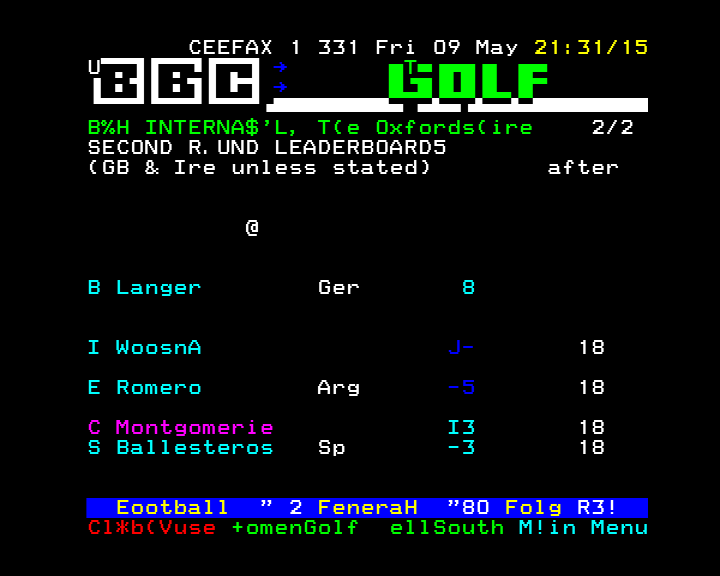 CEEFAX 1 331 Fri 09 May 21:31/15
U BBC → → GOLF T
B%H INTERNA$'L, T(e Oxfords(ire 2/2
SECOND R.UND LEADERBOARD5
(GB & Ire unless stated) after
@
B Langer Ger 8
I WoosnA J- 18
E Romero Arg -5 18
C Montgomerie I3 18
S Ballesteros Sp -3 18
Eootball " 2 FeneraH "80 Folg R3!
Cl*b(Vuse +omenGolf ellSouth M!in Menu